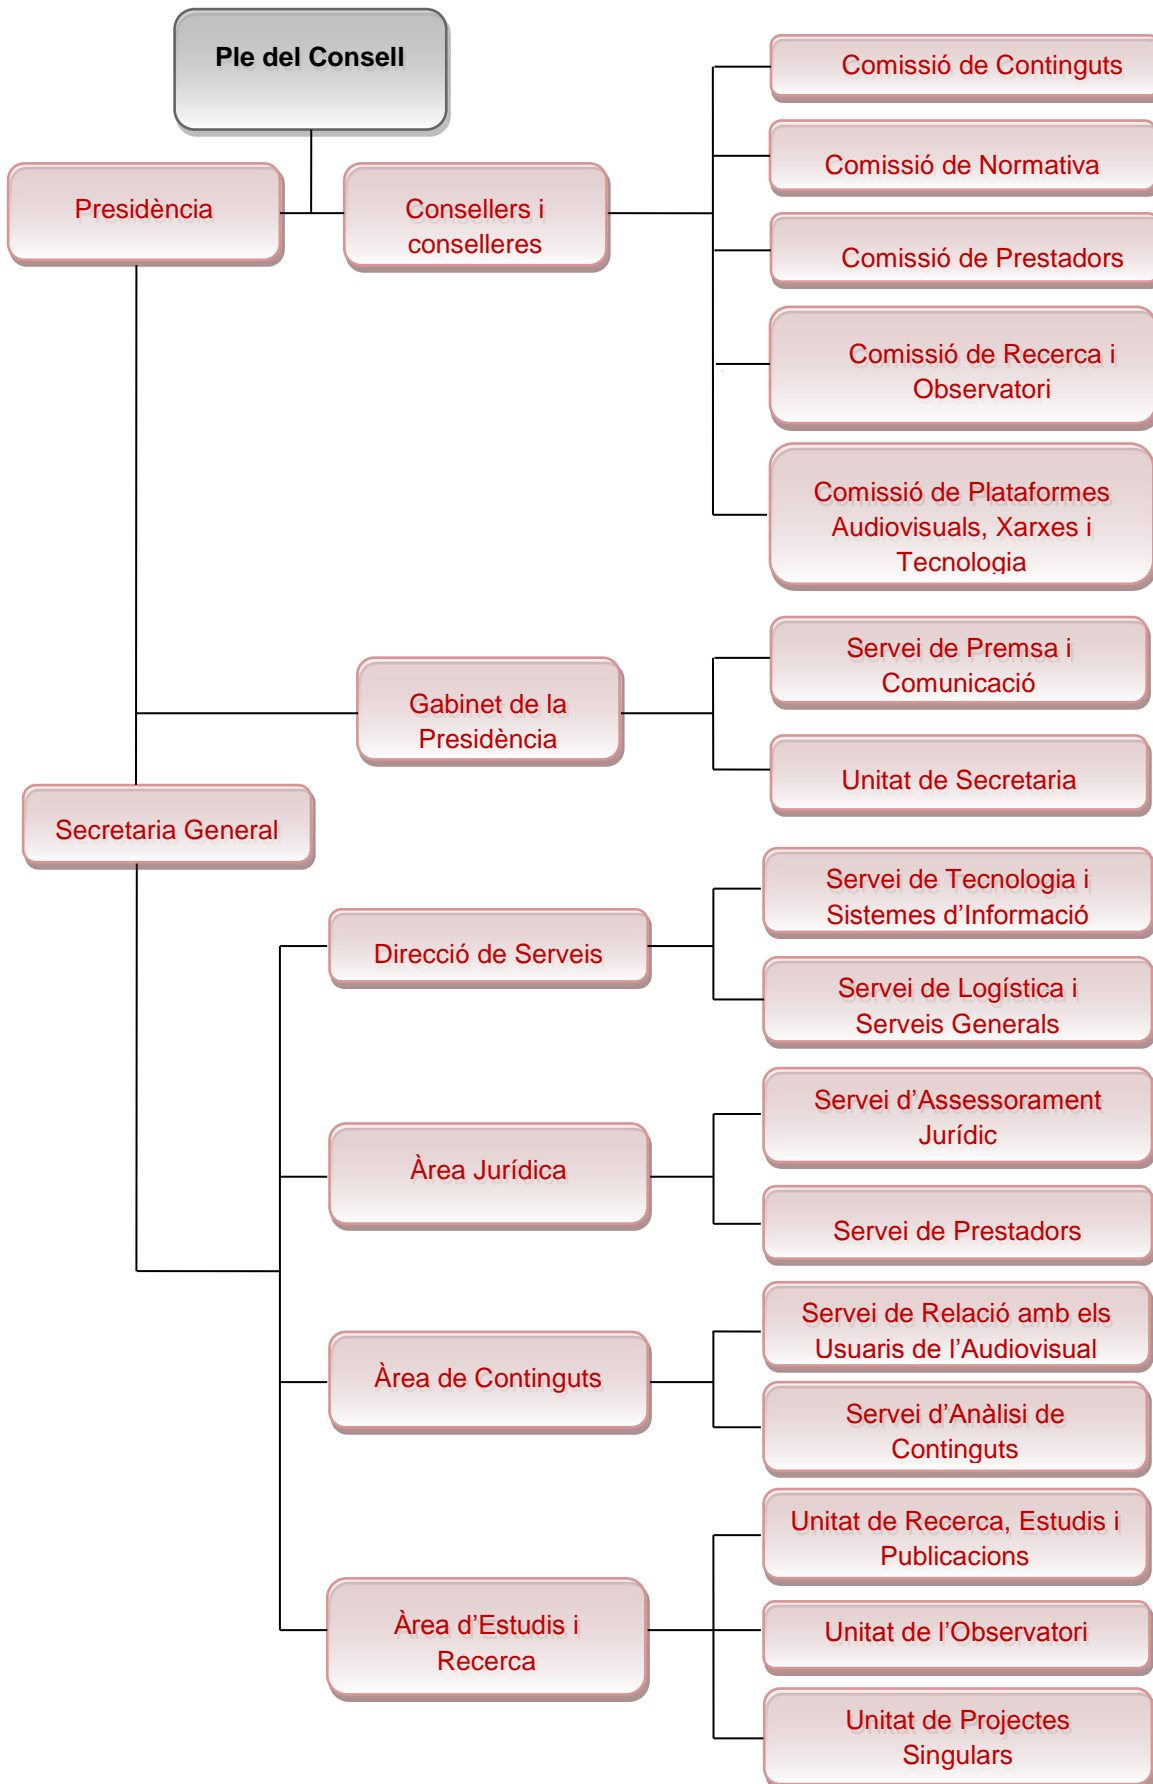 Ple del Consell
Presidència
Consellers i
conselleres
Comissió de Continguts
Comissió de Normativa
Comissió de Prestadors
Comissió de Recerca i
Observatori
Comissió de Plataformes
Audiovisuals, Xarxes i
Tecnologia
Gabinet de la
Presidència
Servei de Premsa i
Comunicació
Unitat de Secretaria
Secretaria General
Direcció de Serveis
Servei de Tecnologia i
Sistemes d’Informació
Servei de Logística i
Serveis Generals
Àrea Jurídica
Servei d’Assessorament
Jurídic
Servei de Prestadors
Àrea de Continguts
Servei de Relació amb els
Usuaris de l’Audiovisual
Servei d’Anàlisi de
Continguts
Àrea d’Estudis i
Recerca
Unitat de Recerca, Estudis i
Publicacions
Unitat de l’Observatori
Unitat de Projectes
Singulars